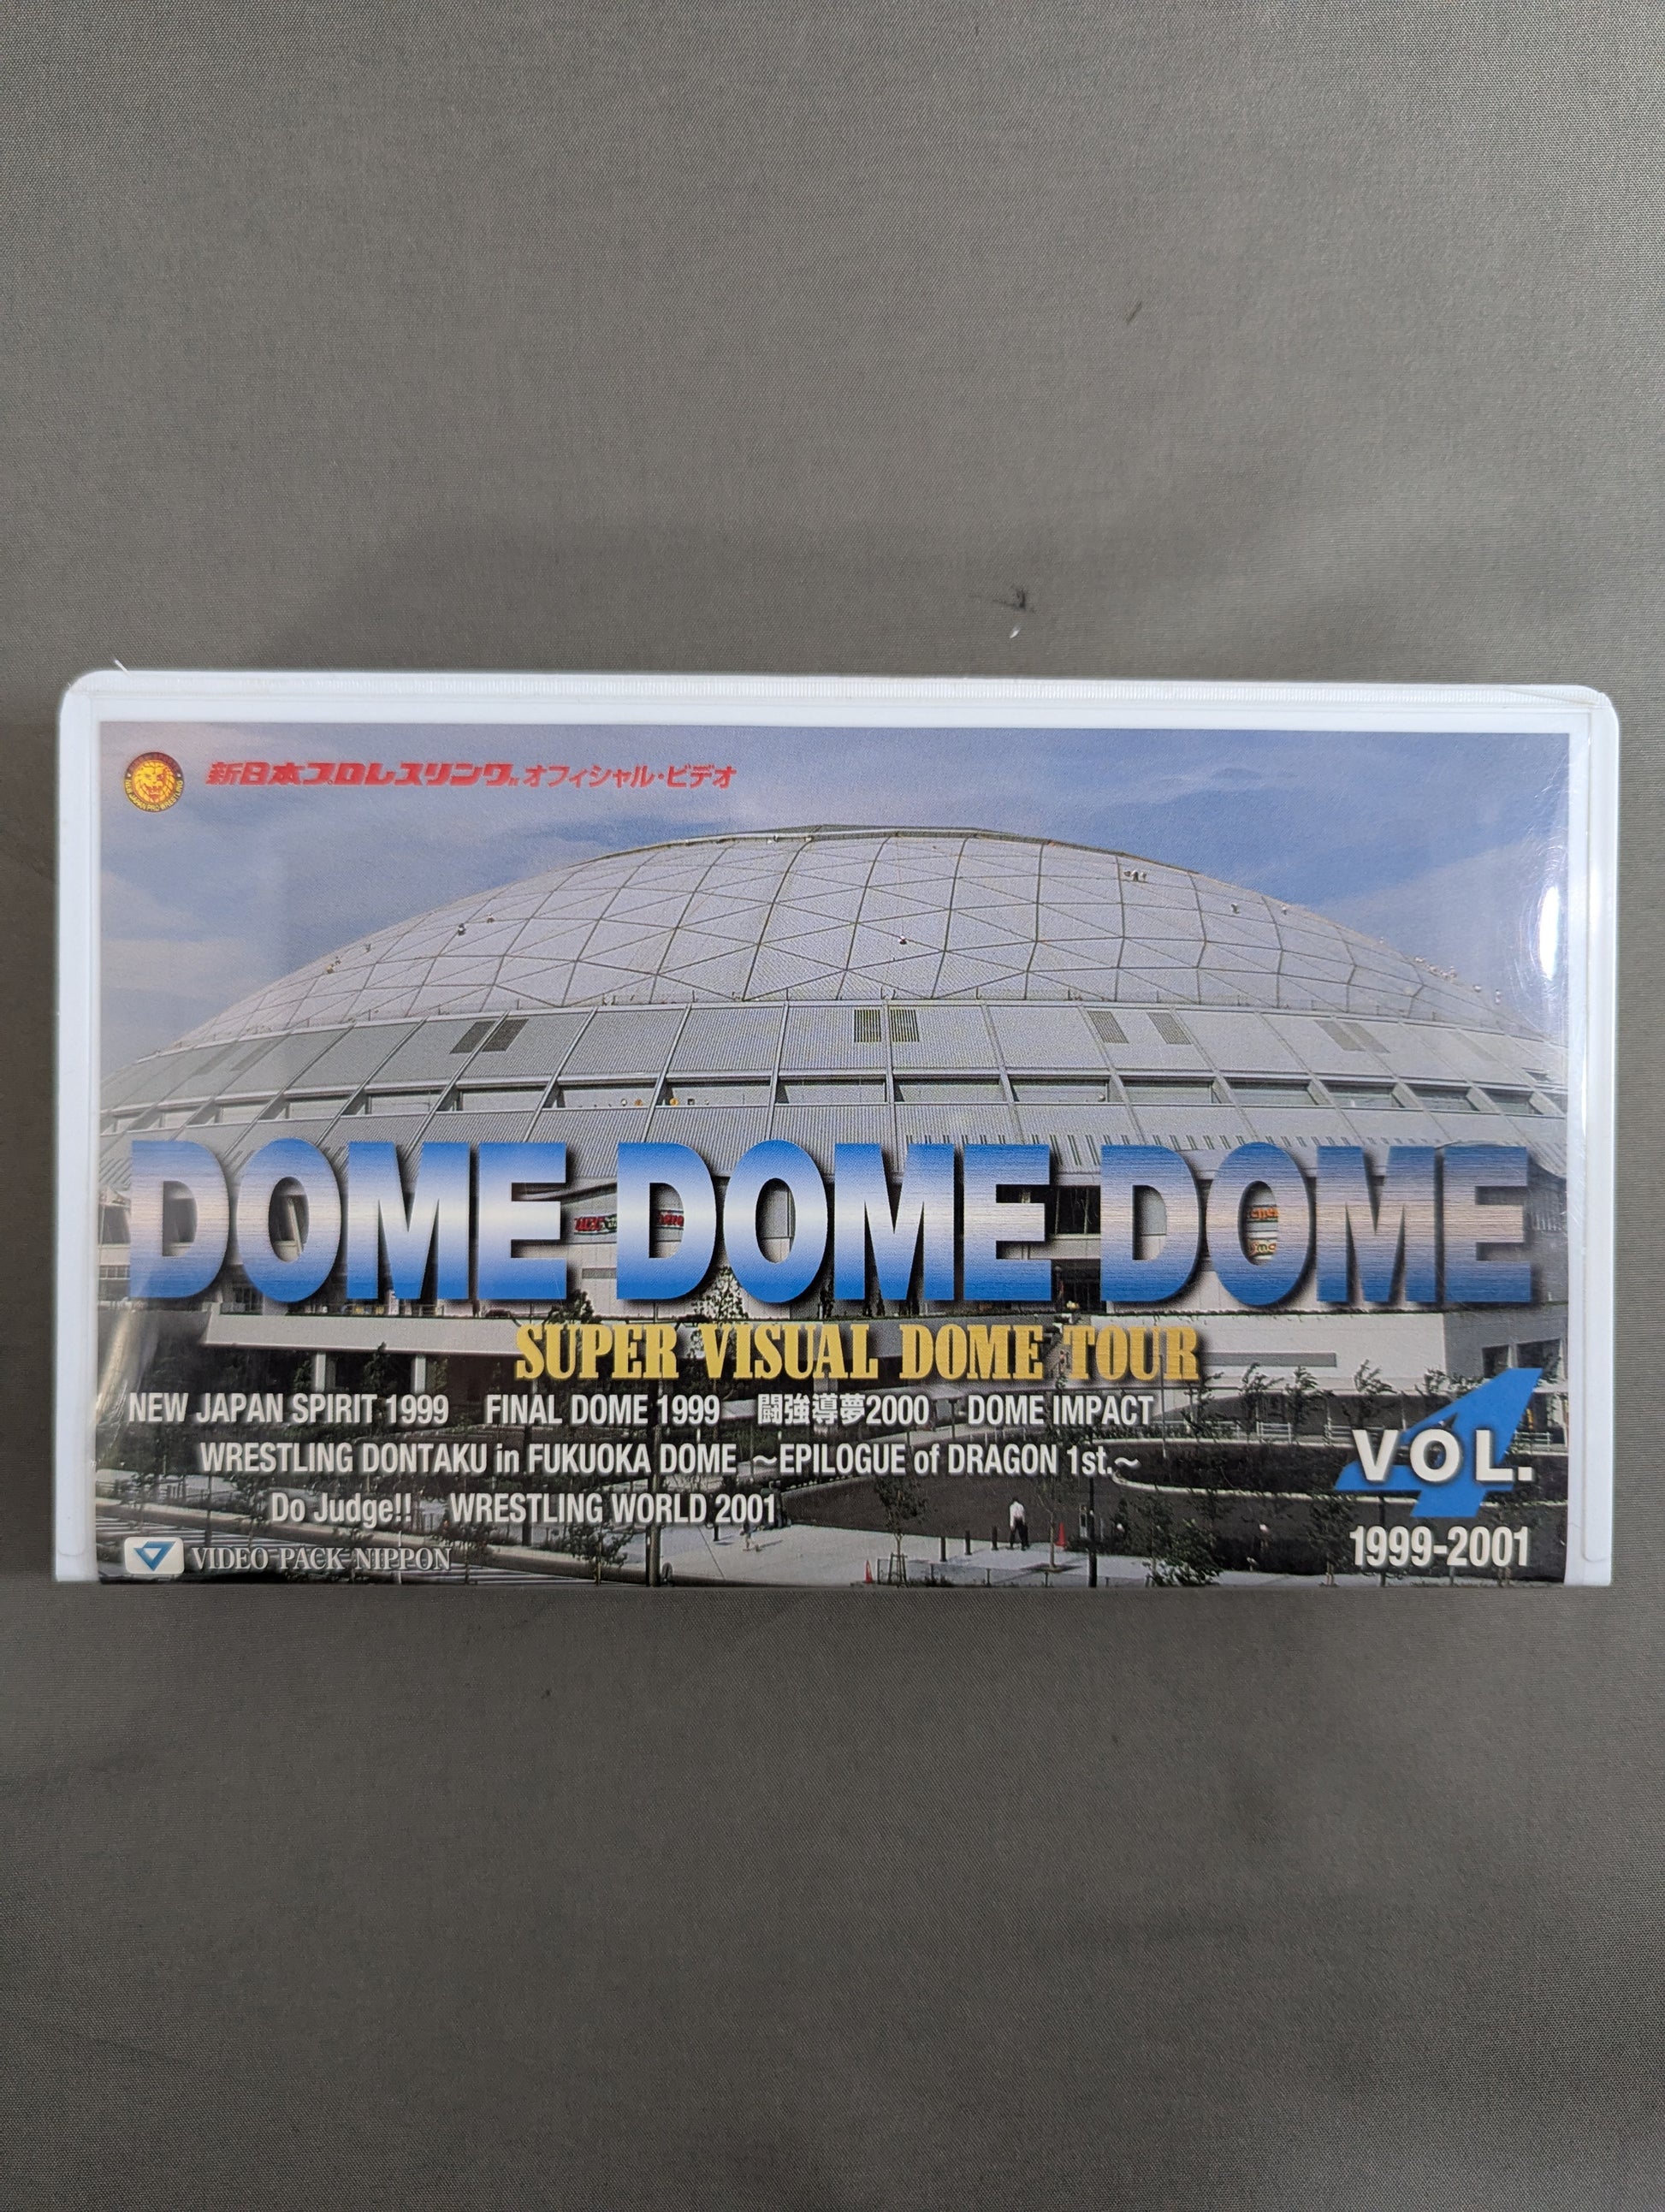 新日本プロレスリング オフィシャル・ビデオ
DOME DOME DOME
SUPER VISUAL DOME TOUR
NEW JAPAN SPIRIT 1999 FINAL DOME 1999 闘強導夢2000 DOME IMPACT
WRESTLING DONTAKU in FUKUOKA DOME ～EPILOGUE of DRAGON 1st.～
Do Judge!! WRESTLING WORLD 2001
VOL. 4
1999-2001
VIDEO PACK NIPPON